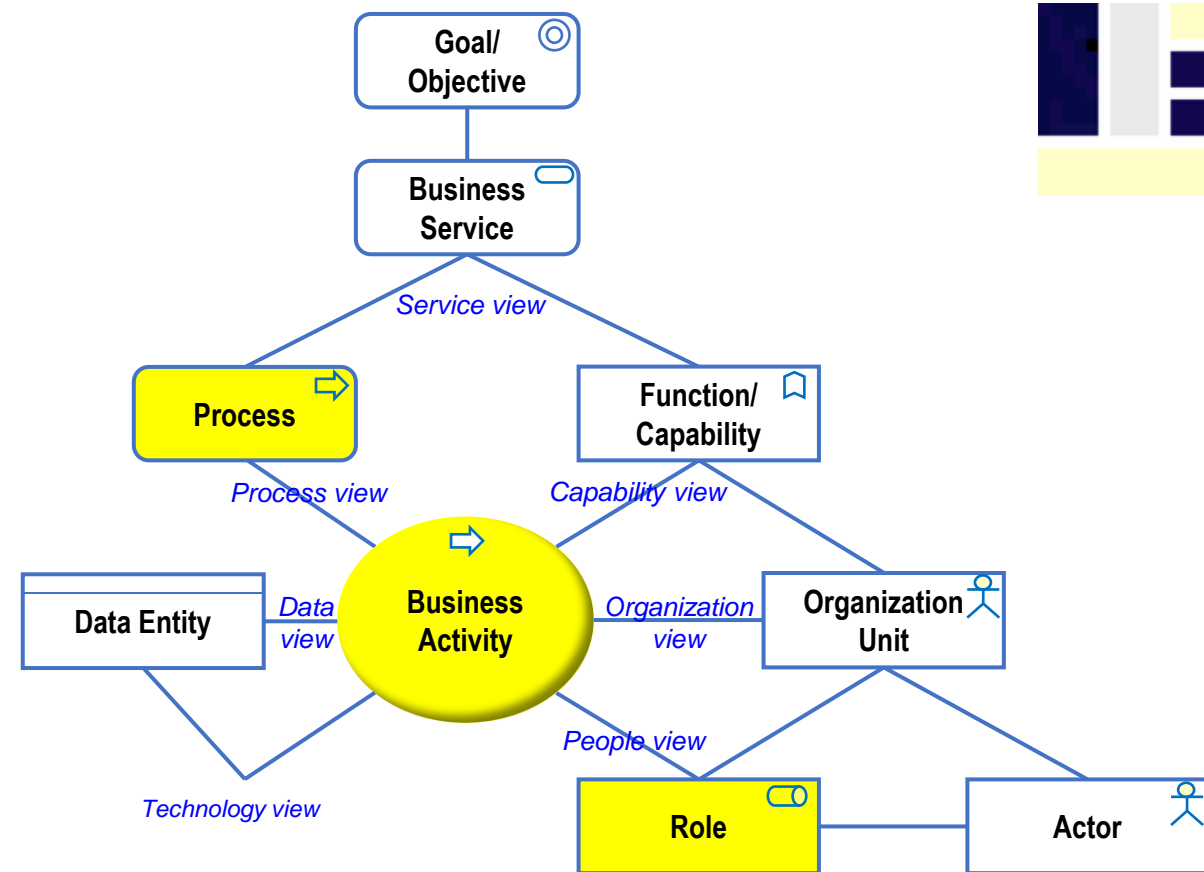 Goal/
Objective
Business
Service
Service view
Process
Function/
Capability
Process view
Capability view
Data Entity
Data
view
Business
Activity
Organization
view
Organization
Unit
People view
Technology view
Role
Actor